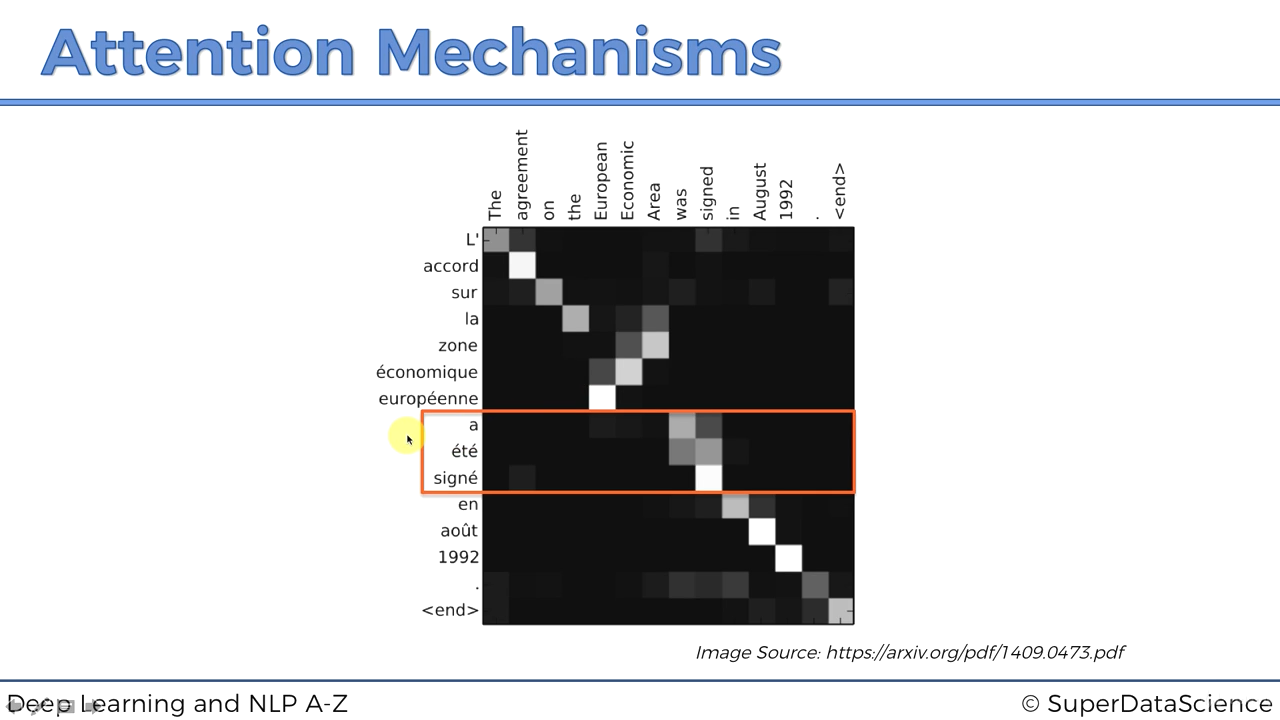 Attention Mechanisms
The
agreement
on
the
European
Economic
Area
was
signed
in
August
1992
.
<end>
L'
accord
sur
la
zone
économique
européenne
a
été
signé
en
août
1992
.
<end>
Image Source: https://arxiv.org/pdf/1409.0473.pdf
Deep Learning and NLP A-Z
© SuperDataScience